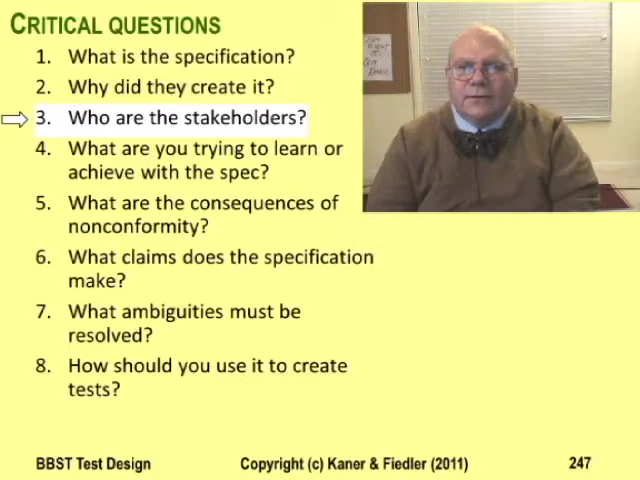 CRITICAL QUESTIONS
1. What is the specification?
2. Why did they create it?
3. Who are the stakeholders?
4. What are you trying to learn or
achieve with the spec?
5. What are the consequences of
nonconformity?
6. What claims does the specification
make?
7. What ambiguities must be
resolved?
8. How should you use it to create
tests?
BBST Test Design
Copyright (c) Kaner & Fiedler (2011)
247